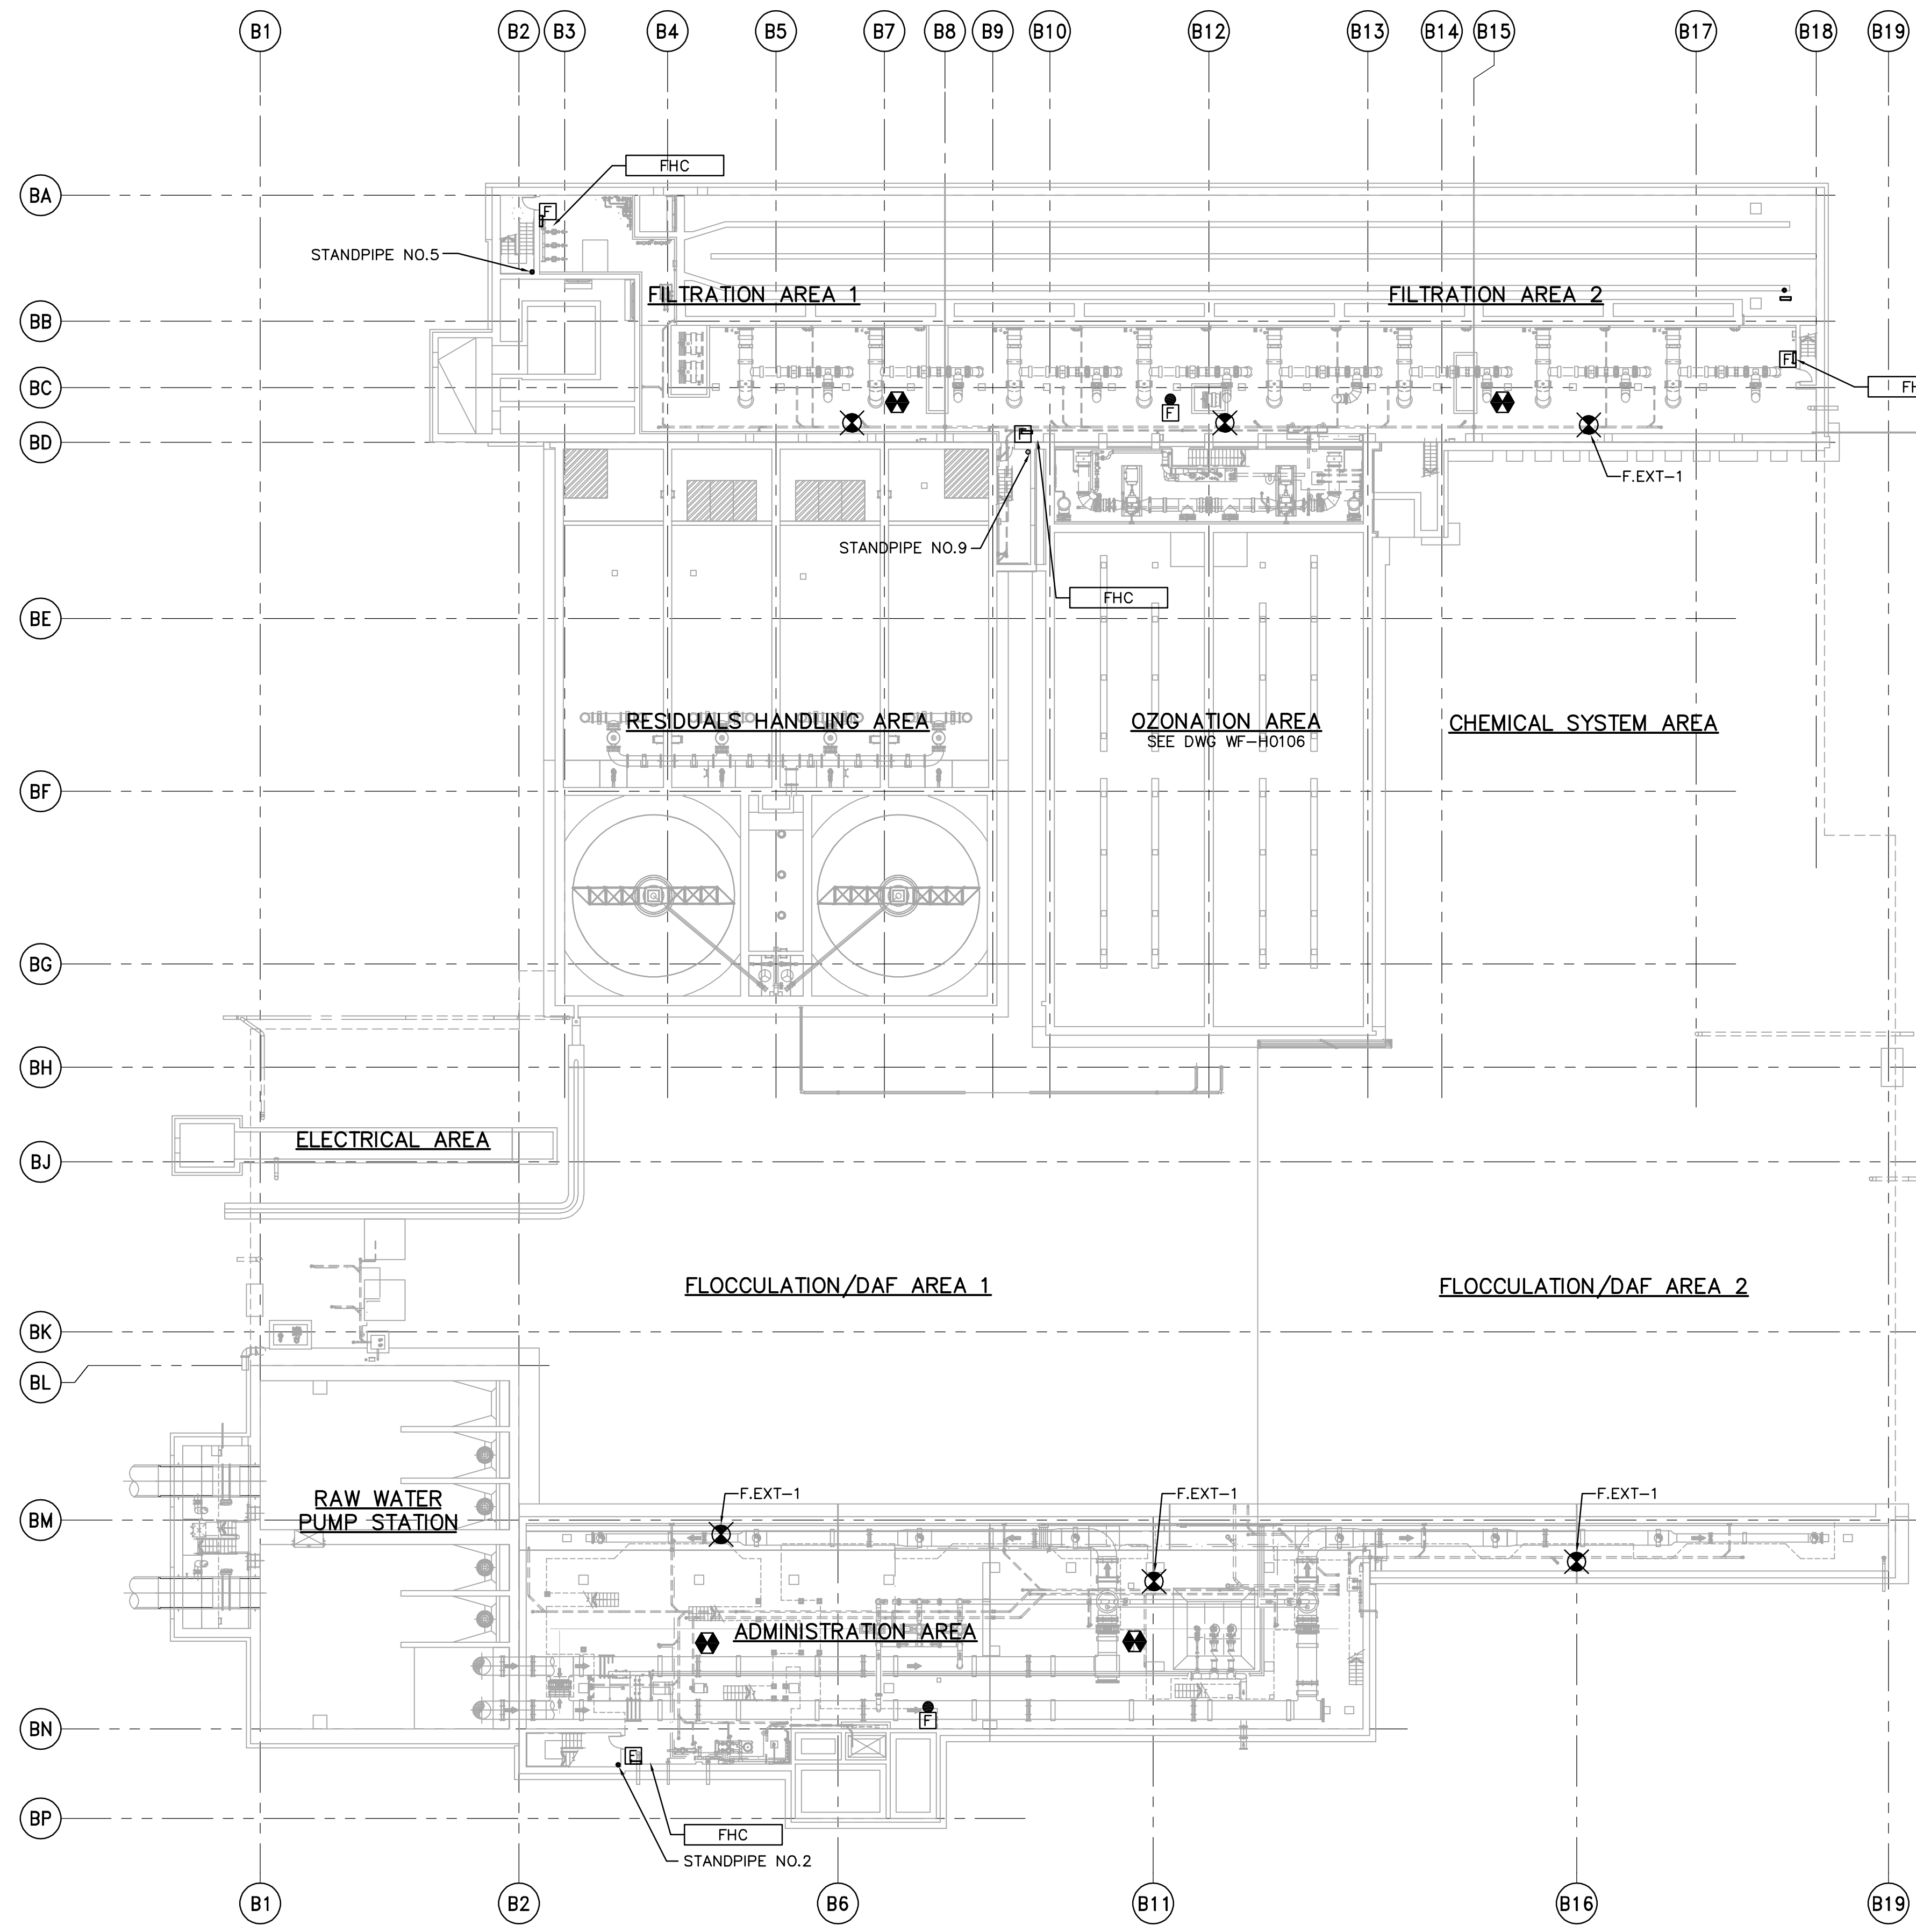 B1 B2 B3 B4 B5 B7 B8 B9 B10 B12 B13 B14 B15 B17 B18 B19
FHC
BA
F
STANDPIPE NO.5
FILTRATION AREA 1 FILTRATION AREA 2
BB
F
BC
FH
F
F
BD
F.EXT-1
STANDPIPE NO.9
FHC
BE
RESIDUALS HANDLING AREA OZONATION AREA CHEMICAL SYSTEM AREA
SEE DWG WF-H0106
BF
BG
BH
ELECTRICAL AREA
BJ
FLOCCULATION/DAF AREA 1 FLOCCULATION/DAF AREA 2
BK
BL
F.EXT-1 F.EXT-1 F.EXT-1
RAW WATER
BM
PUMP STATION
ADMINISTRATION AREA
F
BN
F
BP
FHC
STANDPIPE NO.2
B1 B2 B6 B11 B16 B19